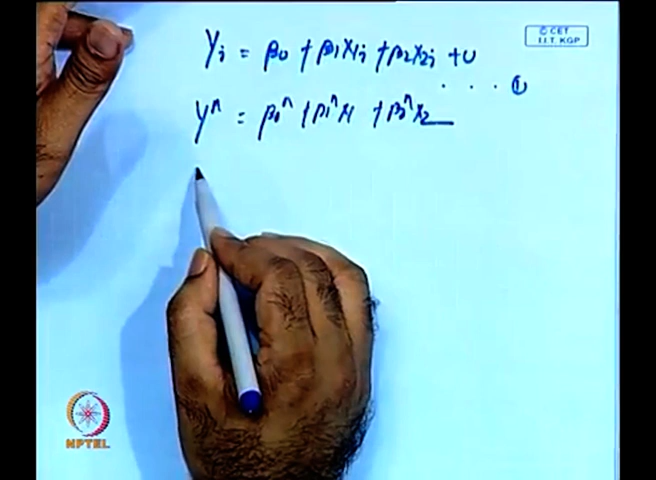 Yi = β0 + β1X1i + β2X2i + U
© CET
I.I.T. KGP
. . . ①
Y^ = β0^ + β1^X1 + β2^X2
NPTEL